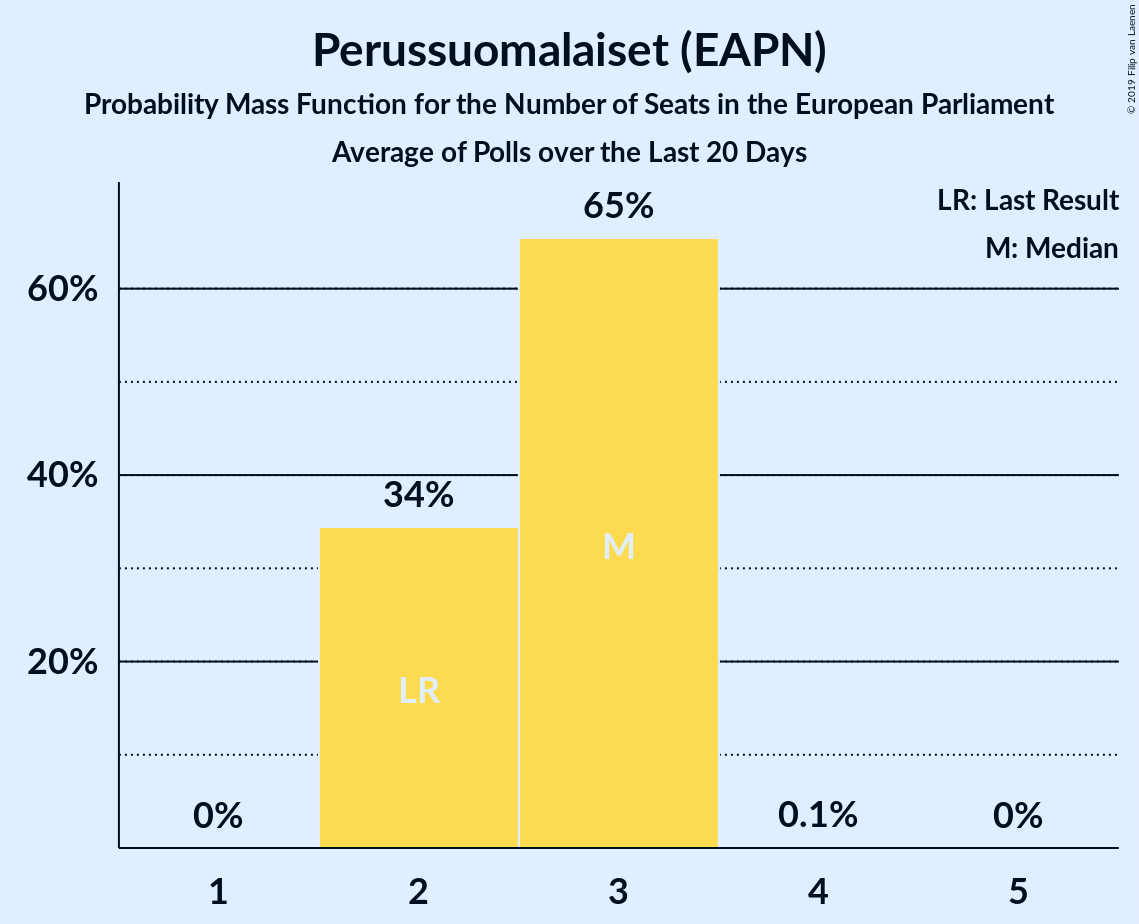 Perussuomalaiset (EAPN)
Probability Mass Function for the Number of Seats in the European Parliament
Average of Polls over the Last 20 Days
© 2019 Filip van Laenen
LR: Last Result
M: Median
65%
60%
40%
34%
M
20%
LR
0%
0.1%
0%
1 2 3 4 5